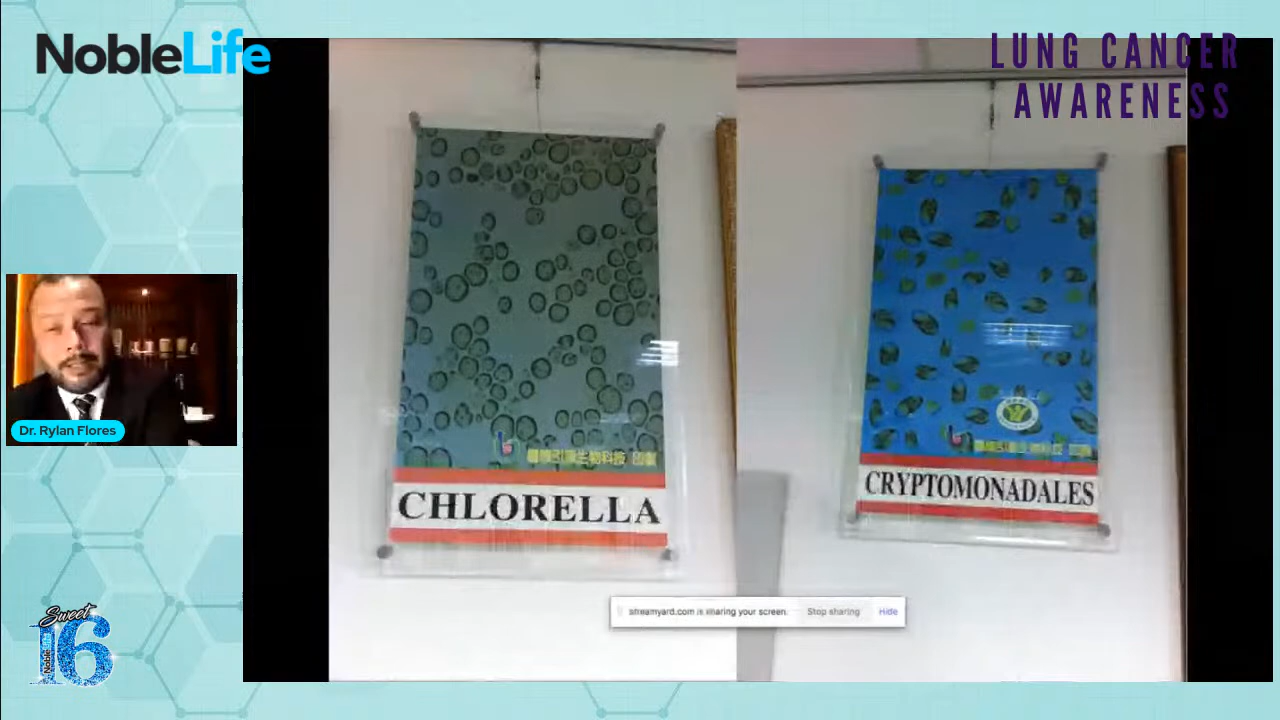 NobleLife
LUNG CANCER
AWARENESS
CHLORELLA
CRYPTOMONADALES
streamyard.com is sharing your screen.
Stop sharing
Hide
Dr. Rylan Flores
Sweet
16
Noble